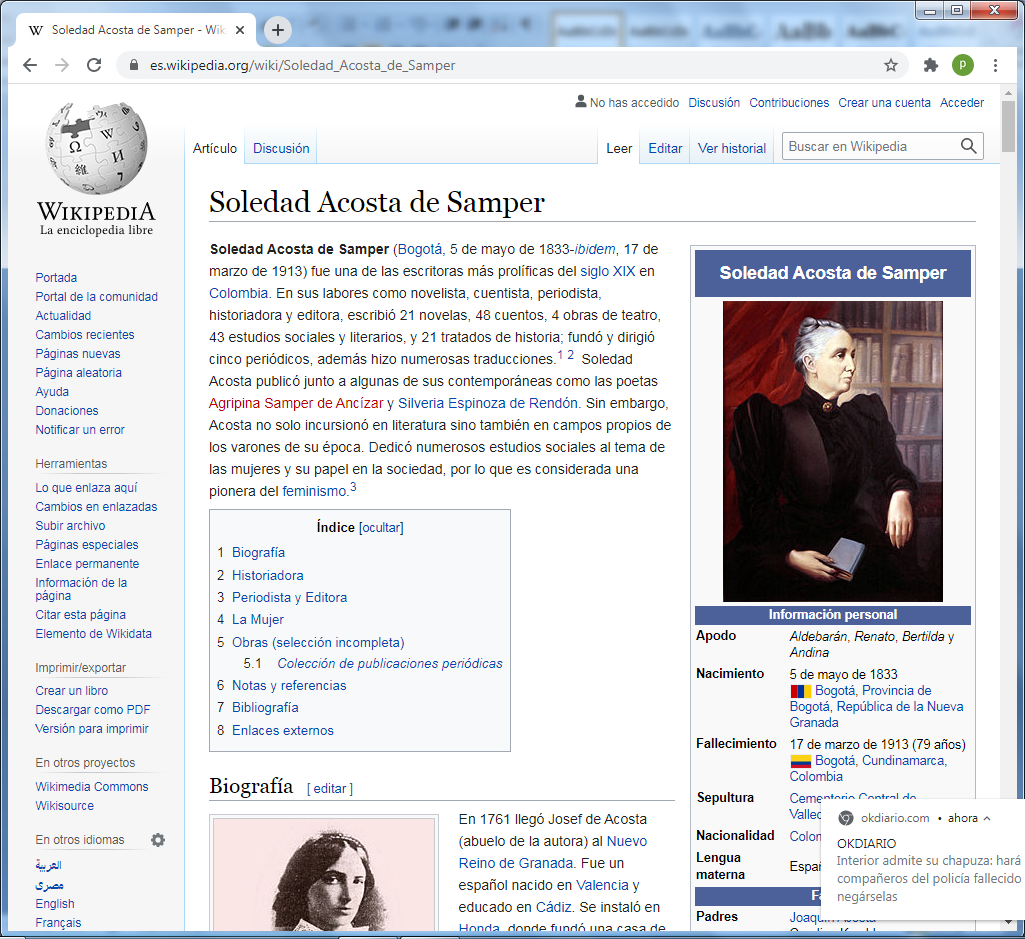 Soledad Acosta de Samper - Wiki
es.wikipedia.org/wiki/Soledad_Acosta_de_Samper
P
No has accedido Discusión Contribuciones Crear una cuenta Acceder
WIKIPEDIA
La enciclopedia libre
Artículo Discusión Leer Editar Ver historial Buscar en Wikipedia
Portada
Portal de la comunidad
Actualidad
Cambios recientes
Páginas nuevas
Página aleatoria
Ayuda
Donaciones
Notificar un error
Herramientas
Lo que enlaza aquí
Cambios en enlazadas
Subir archivo
Páginas especiales
Enlace permanente
Información de la
página
Citar esta página
Elemento de Wikidata
Imprimir/exportar
Crear un libro
Descargar como PDF
Versión para imprimir
En otros proyectos
Wikimedia Commons
Wikisource
En otros idiomas
العربية
مصرى
English
Français
Soledad Acosta de Samper
Soledad Acosta de Samper (Bogotá, 5 de mayo de 1833-ibidem, 17 de
marzo de 1913) fue una de las escritoras más prolíficas del siglo XIX en
Colombia. En sus labores como novelista, cuentista, periodista,
historiadora y editora, escribió 21 novelas, 48 cuentos, 4 obras de teatro,
43 estudios sociales y literarios, y 21 tratados de historia; fundó y dirigió
cinco periódicos, además hizo numerosas traducciones.1 2 Soledad
Acosta publicó junto a algunas de sus contemporáneas como las poetas
Agripina Samper de Ancízar y Silveria Espinoza de Rendón. Sin embargo,
Acosta no solo incursionó en literatura sino también en campos propios de
los varones de su época. Dedicó numerosos estudios sociales al tema de
las mujeres y su papel en la sociedad, por lo que es considerada una
pionera del feminismo.3
Índice [ocultar]
1 Biografía
2 Historiadora
3 Periodista y Editora
4 La Mujer
5 Obras (selección incompleta)
5.1 Colección de publicaciones periódicas
6 Notas y referencias
7 Bibliografía
8 Enlaces externos
Biografía [ editar ]
En 1761 llegó Josef de Acosta
(abuelo de la autora) al Nuevo
Reino de Granada. Fue un
español nacido en Valencia y
educado en Cádiz. Se instaló en
Honda, donde fundó una casa de
Soledad Acosta de Samper
Información personal
Apodo Aldebarán, Renato, Bertilda y
Andina
Nacimiento 5 de mayo de 1833
Bogotá, Provincia de
Bogotá, República de la Nueva
Granada
Fallecimiento 17 de marzo de 1913 (79 años)
Bogotá, Cundinamarca,
Colombia
Sepultura Cementerio Central de
Nacionalidad
Lengua
materna
Padres Joaquín Acosta
okdiario.com • ahora
OKDIARIO
Interior admite su chapuza: hará
compañeros del policía fallecido
negárselas